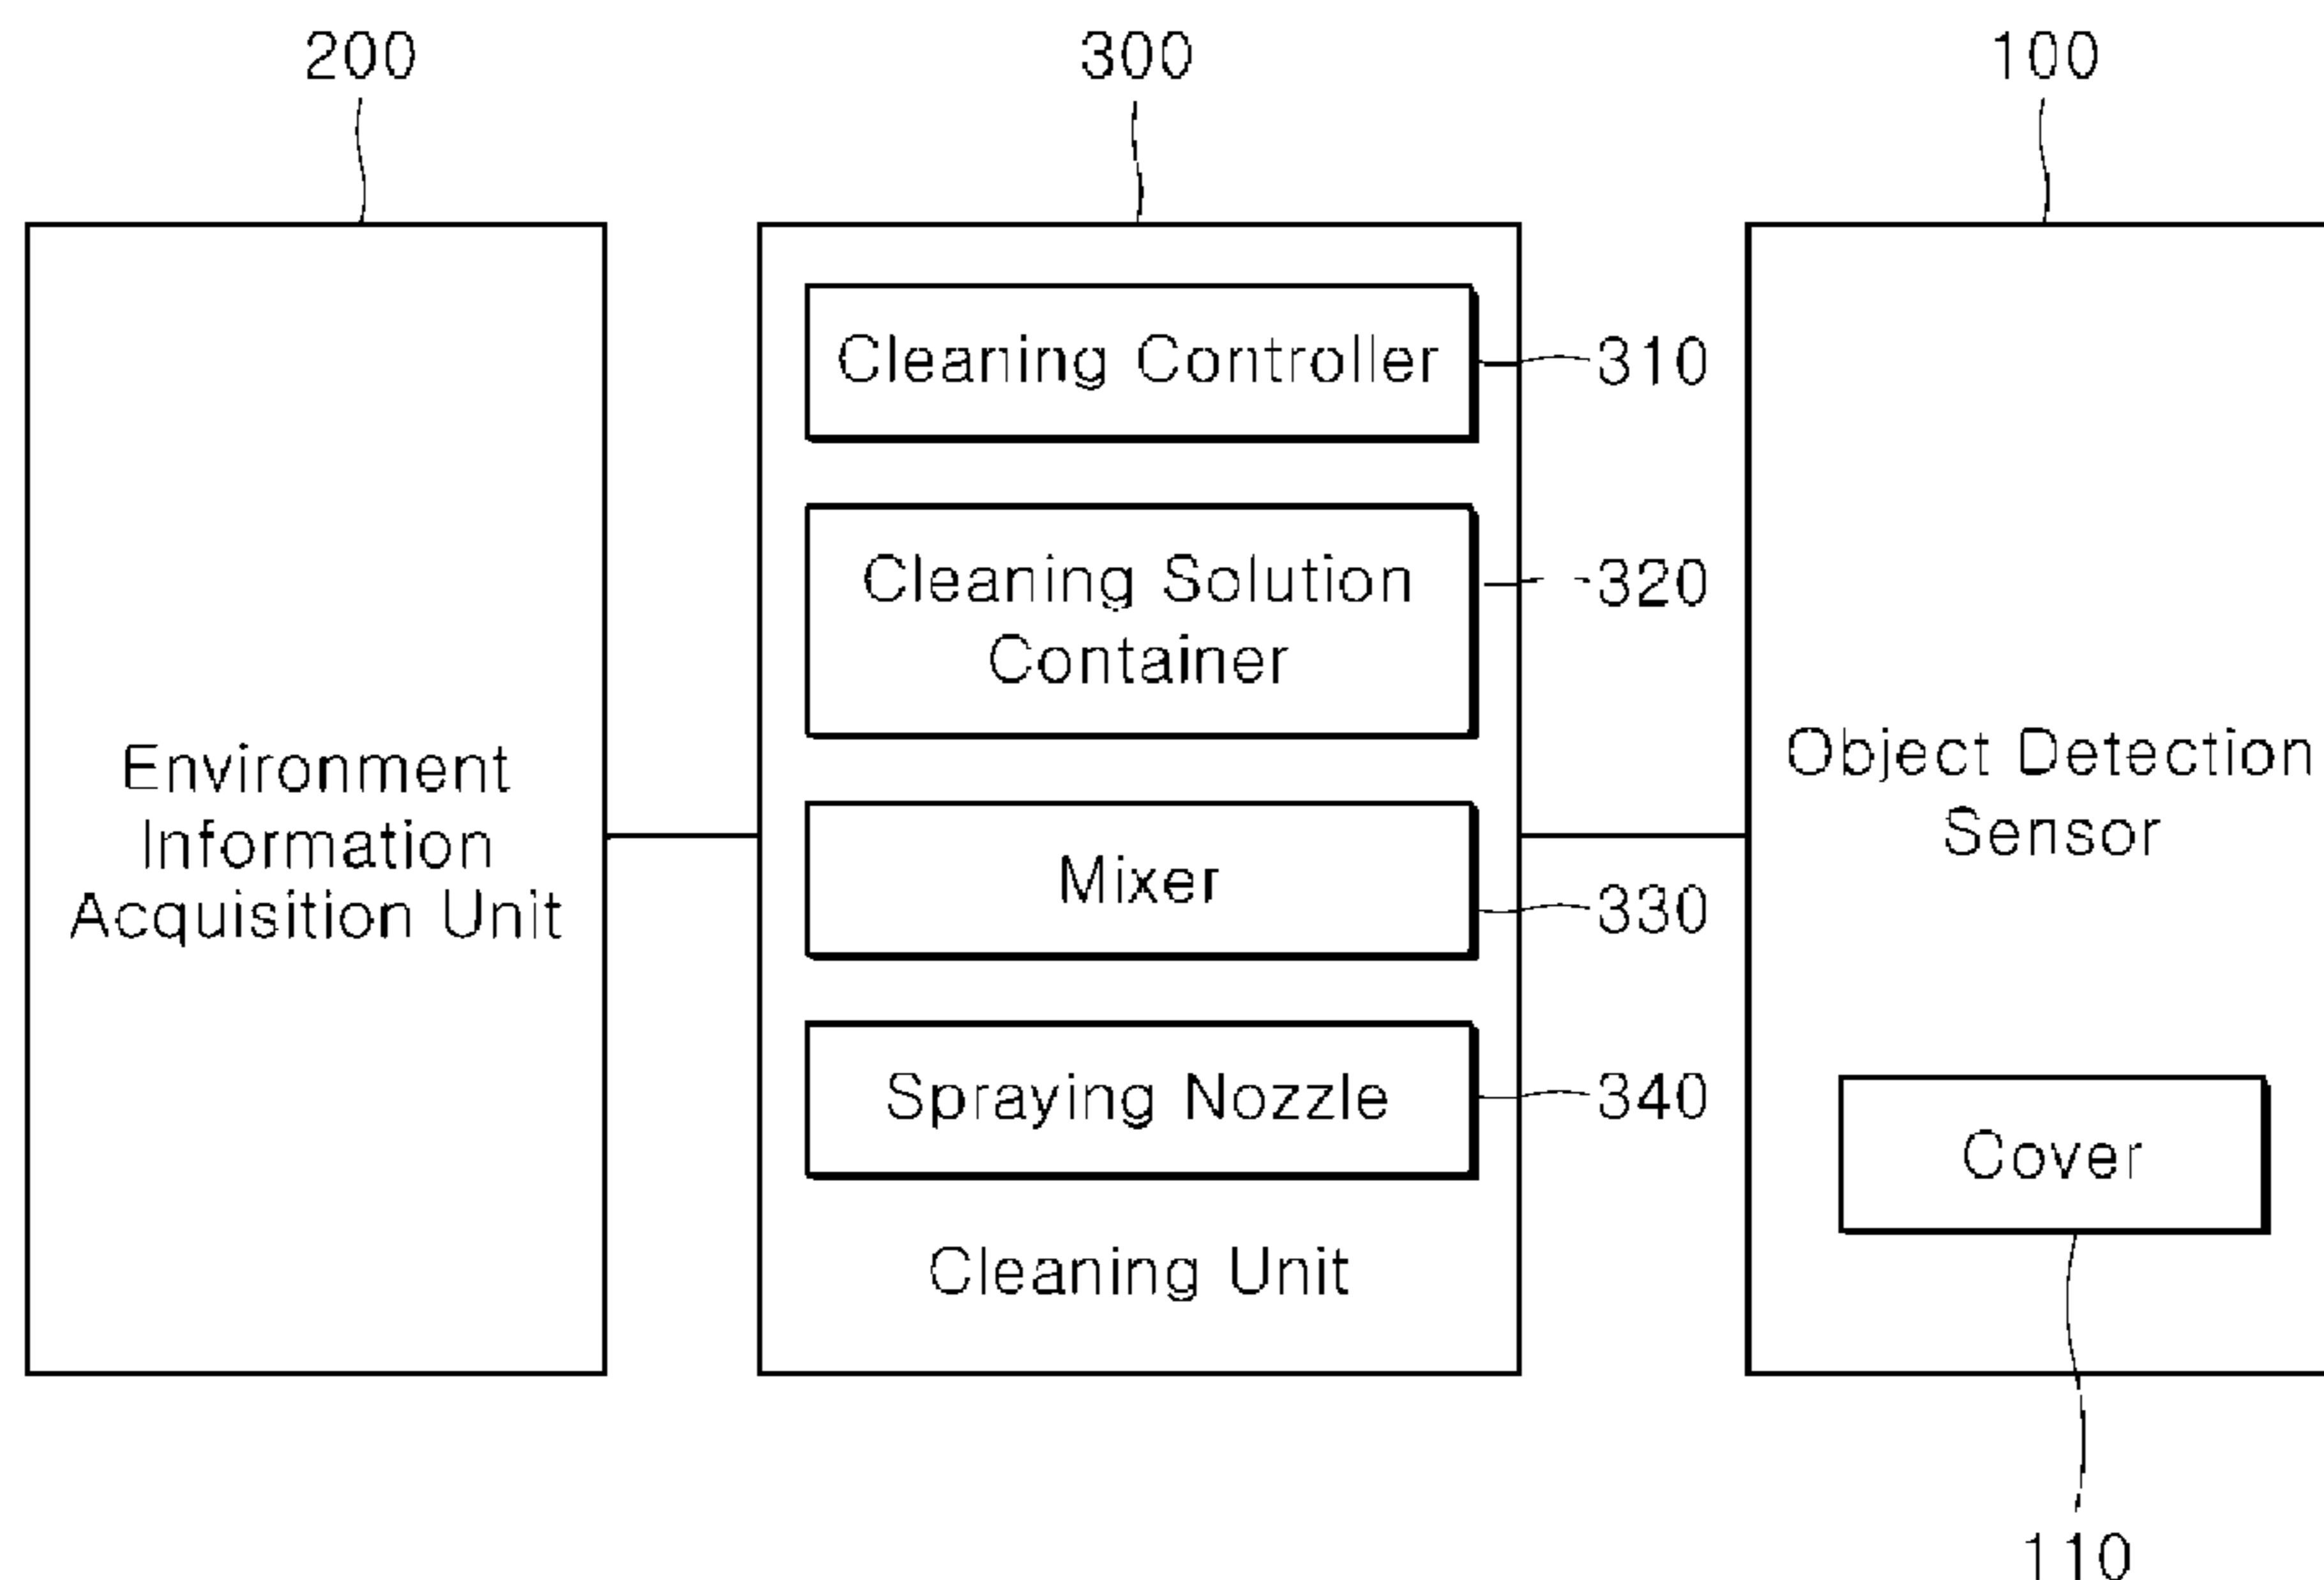 200
300
100
Cleaning Controller
310
Cleaning Solution
Container
320
Environment
Information
Acquisition Unit
Mixer
330
Object Detection
Sensor
Spraying Nozzle
340
Cover
Cleaning Unit
110